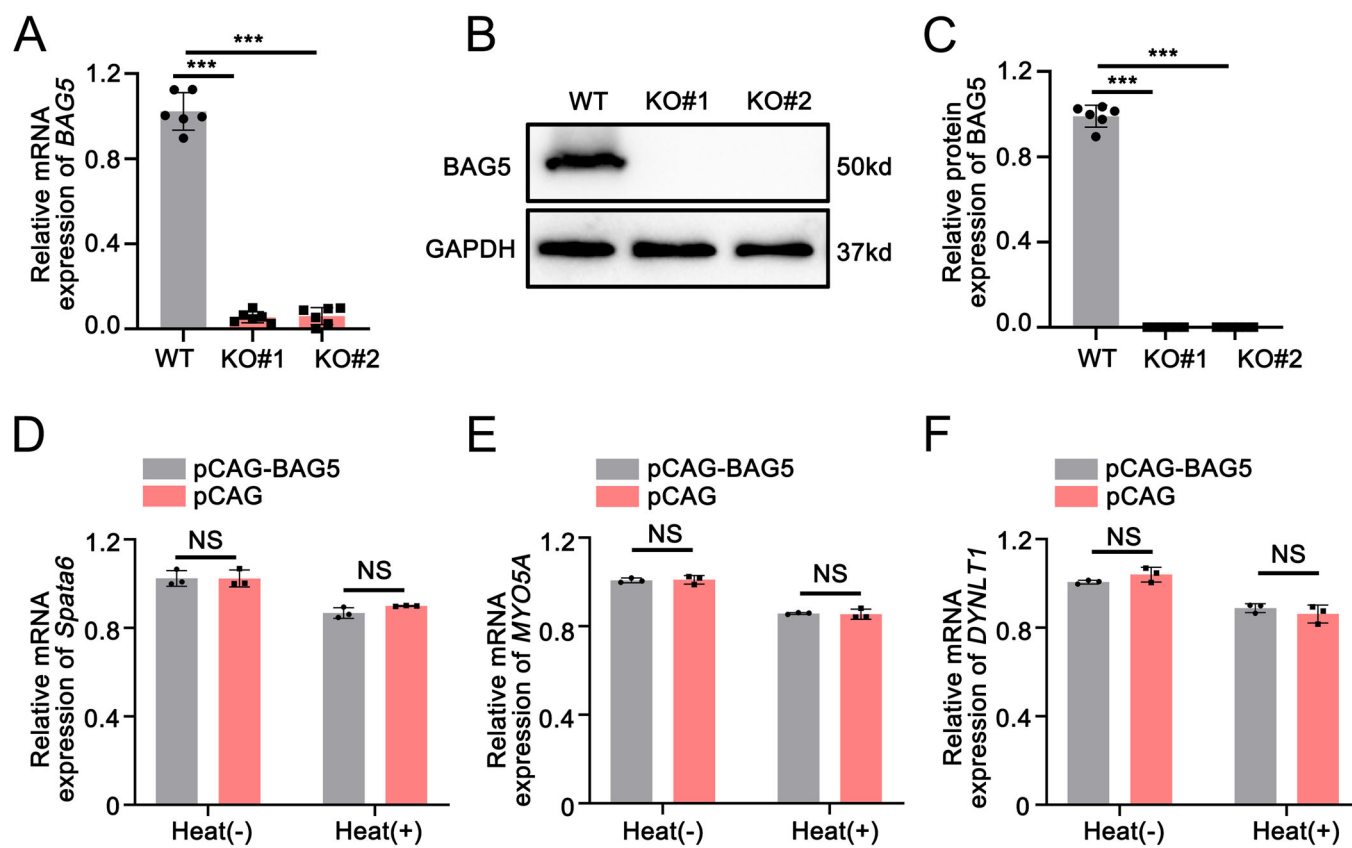 A
Relative mRNA
expression of BAG5
1.2
0.8
0.4
0.0
***
***
WT
KO#1
KO#2
B
WT
KO#1
KO#2
BAG5
50kd
GAPDH
37kd
C
Relative protein
expression of BAG5
1.2
0.8
0.4
0.0
***
***
WT
KO#1
KO#2
D
pCAG-BAG5
pCAG
Relative mRNA
expression of Spata6
1.2
0.8
0.4
0
NS
NS
Heat(-)
Heat(+)
E
pCAG-BAG5
pCAG
Relative mRNA
expression of MYO5A
1.2
0.8
0.4
0
NS
NS
Heat(-)
Heat(+)
F
pCAG-BAG5
pCAG
Relative mRNA
expression of DYNLT1
1.2
0.8
0.4
0
NS
NS
Heat(-)
Heat(+)